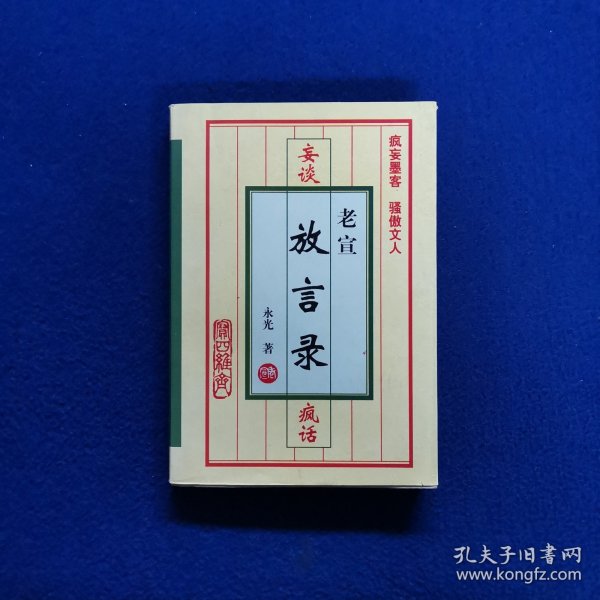 疯妄墨客 骚傲文人
妄谈
老宣
放言录
永光 著
疯话
孔夫子旧书网
www.kongfz.com